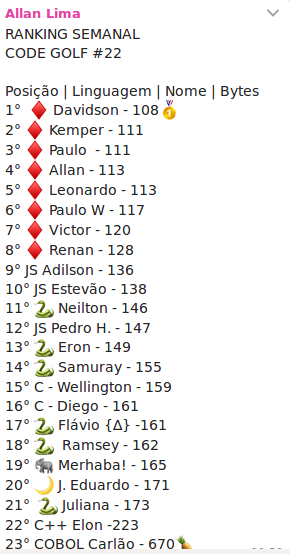 Allan Lima
RANKING SEMANAL
CODE GOLF #22
Posição | Linguagem | Nome | Bytes
1° ♦️ Davidson - 108🏅
2° ♦️ Kemper - 111
3° ♦️ Paulo - 111
4° ♦️ Allan - 113
5° ♦️ Leonardo - 113
6° ♦️ Paulo W - 117
7° ♦️ Victor - 120
8° ♦️ Renan - 128
9° JS Adilson - 136
10° JS Estevão - 138
11° 🐍 Neilton - 146
12° JS Pedro H. - 147
13° 🐍 Eron - 149
14° 🐍 Samuray - 155
15° C - Wellington - 159
16° C - Diego - 161
17° 🐍 Flávio {Δ} -161
18° 🐍 Ramsey - 162
19° 🐘 Merhaba! - 165
20° 🌙 J. Eduardo - 171
21° 🐍 Juliana - 173
22° C++ Elon -223
23° COBOL Carlão - 670🍍